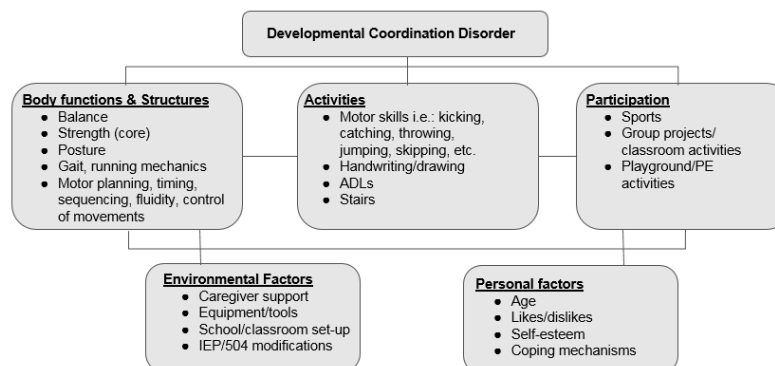 Developmental Coordination Disorder
Body functions & Structures
● Balance
● Strength (core)
● Posture
● Gait, running mechanics
● Motor planning, timing,
sequencing, fluidity, control
of movements
Activities
● Motor skills i.e.: kicking,
catching, throwing,
jumping, skipping, etc.
● Handwriting/drawing
● ADLs
● Stairs
Participation
● Sports
● Group projects/
classroom activities
● Playground/PE
activities
Environmental Factors
● Caregiver support
● Equipment/tools
● School/classroom set-up
● IEP/504 modifications
Personal factors
● Age
● Likes/dislikes
● Self-esteem
● Coping mechanisms